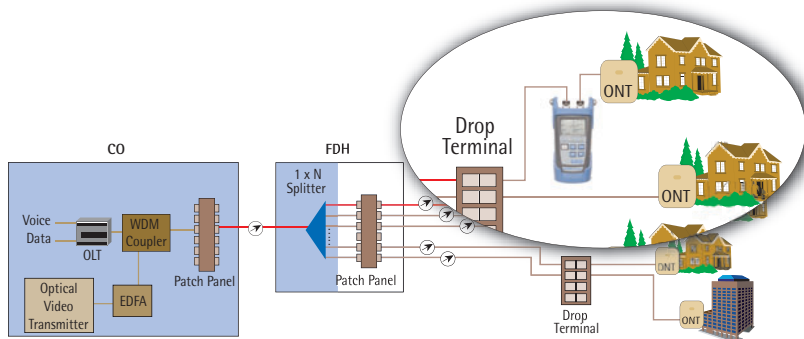 CO
Voice
Data
OLT
WDM
Coupler
Patch Panel
Optical
Video
Transmitter
EDFA
FDH
1 x N
Splitter
Patch Panel
Drop
Terminal
ONT
ONT
ONT
ONT
Drop
Terminal